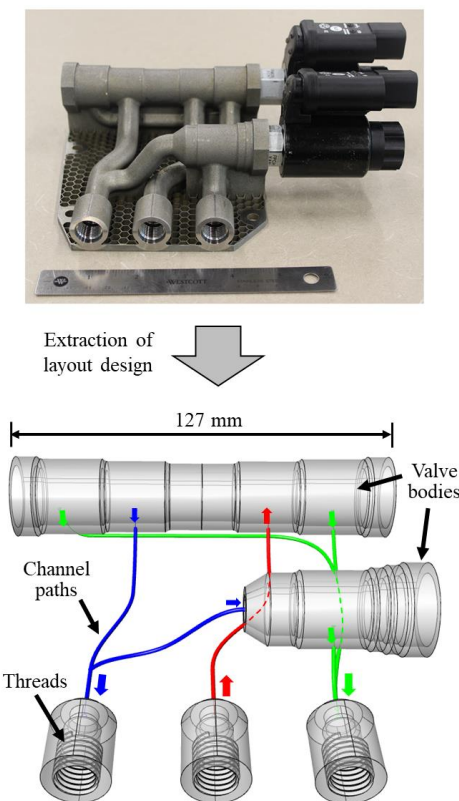 WESTCOTT
Extraction of
layout design
127 mm
Valve
bodies
Channel
paths
Threads